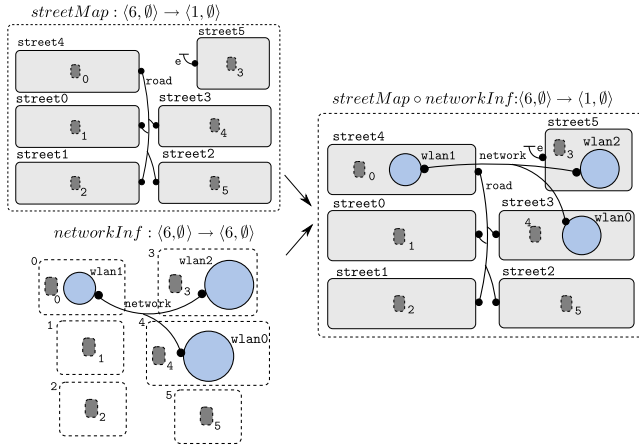 streetMap : ⟨6, ∅⟩ → ⟨1, ∅⟩
street4
0
road
e
street5
3
street0
1
street3
4
street1
2
street2
5
networkInf : ⟨6, ∅⟩ → ⟨6, ∅⟩
0
0
wlan1
3
wlan2
3
network
1
1
4
4
wlan0
2
2
5
5
streetMap ∘ networkInf:⟨6, ∅⟩ → ⟨1, ∅⟩
street4
0
wlan1
network
road
street5
e
3
wlan2
street0
1
street3
4
wlan0
street1
2
street2
5